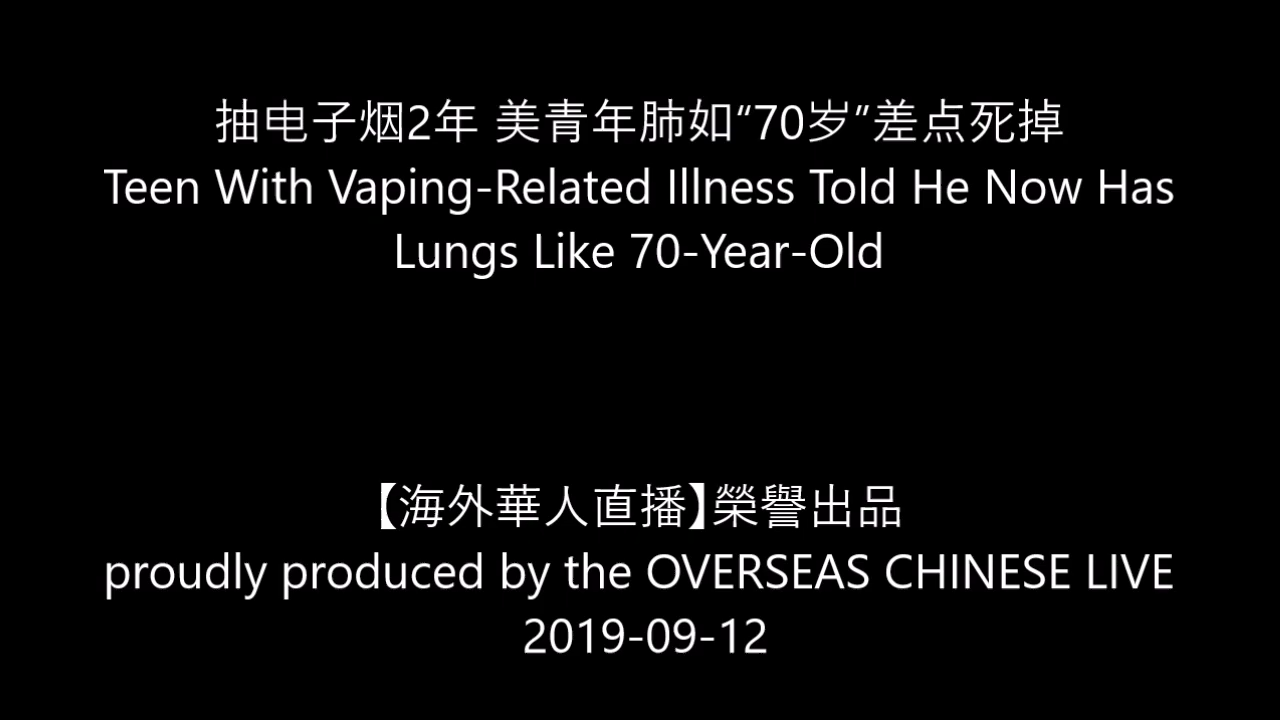 抽电子烟2年 美青年肺如“70岁”差点死掉
Teen With Vaping-Related Illness Told He Now Has
Lungs Like 70-Year-Old
【海外華人直播】榮譽出品
proudly produced by the OVERSEAS CHINESE LIVE
2019-09-12